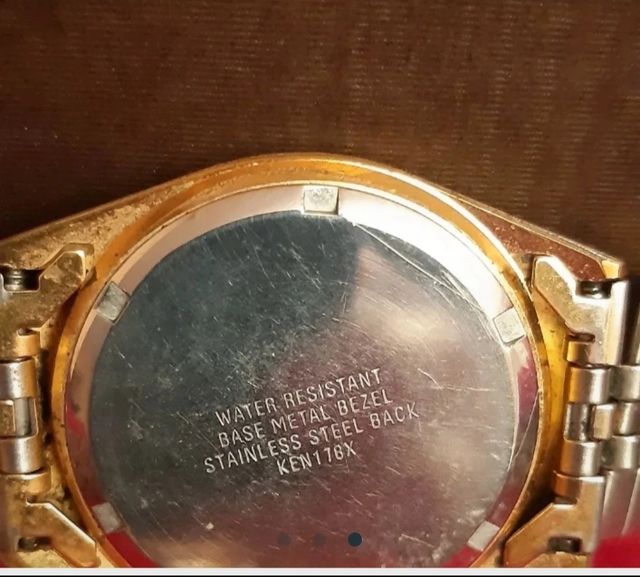 WATER RESISTANT
BASE METAL BEZEL
STAINLESS STEEL BACK
KEN178X